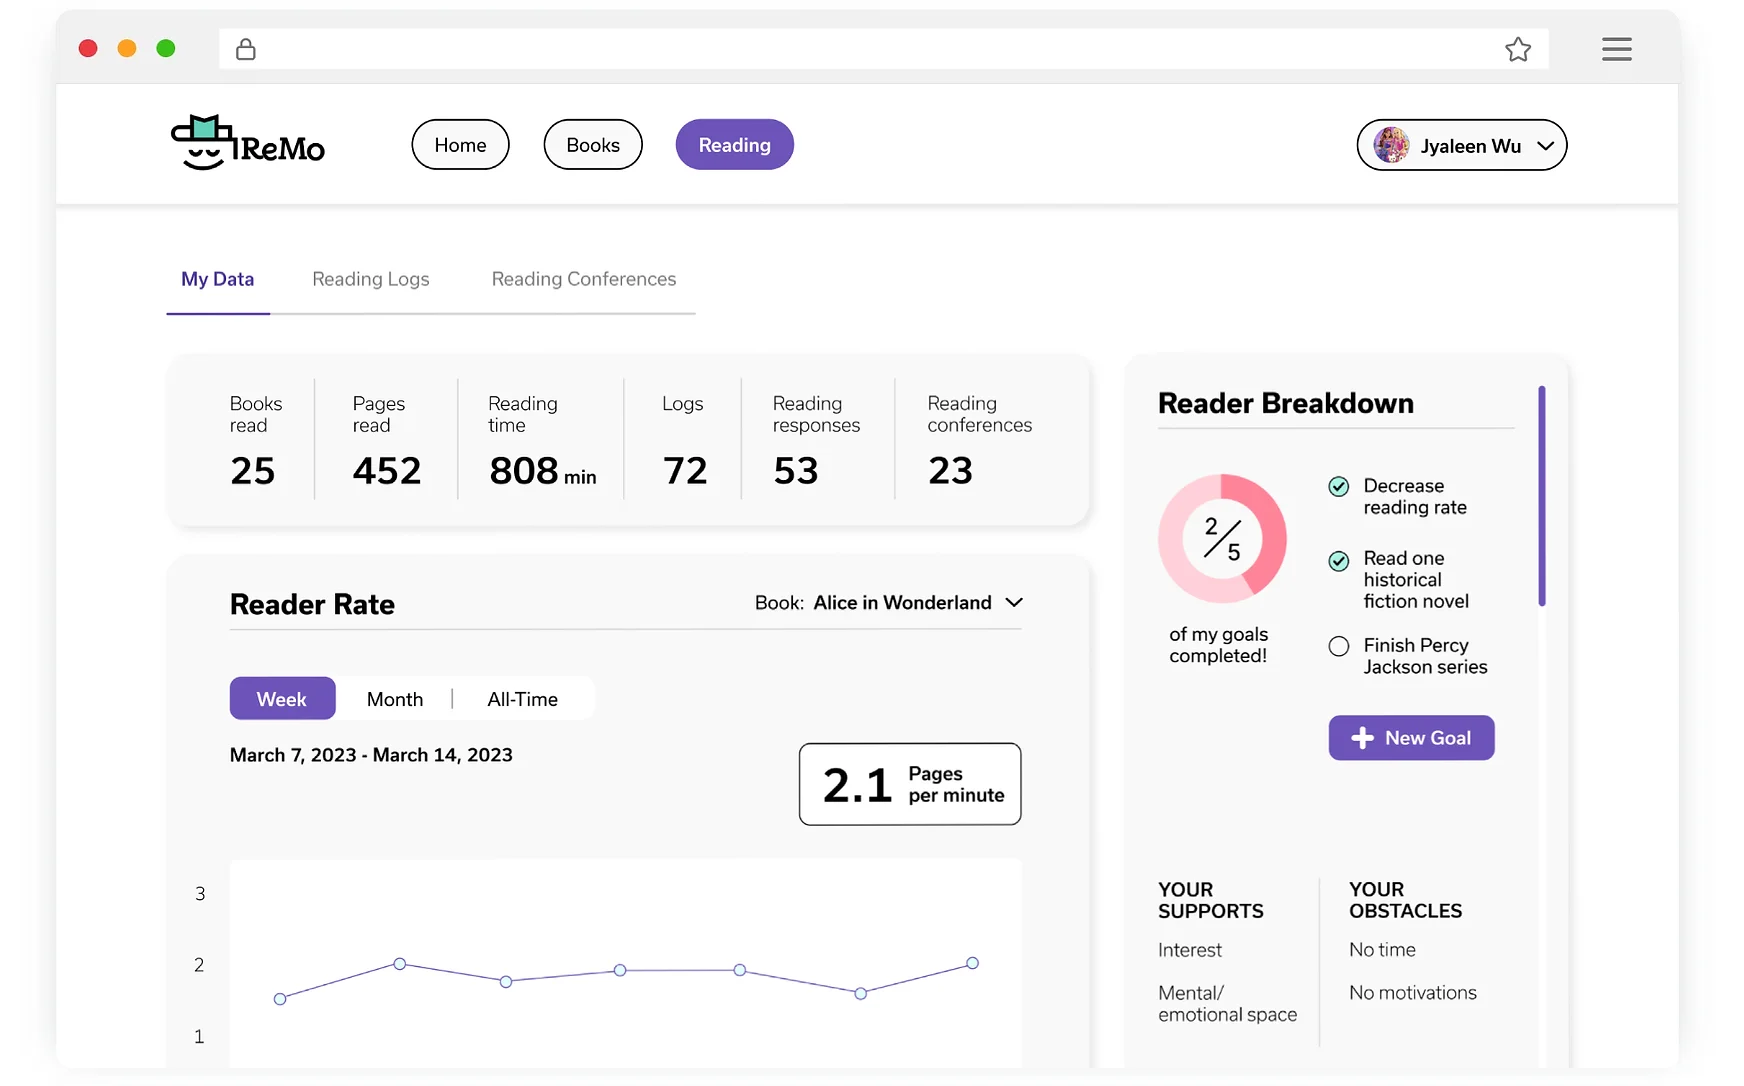 IReMo
Home
Books
Reading
Jyaleen Wu
My Data
Reading Logs
Reading Conferences
Books
read
25
Pages
read
452
Reading
time
808 min
Logs
72
Reading
responses
53
Reading
conferences
23
Reader Rate
Book: Alice in Wonderland
Week
Month | All-Time
March 7, 2023 - March 14, 2023
2.1
Pages
per minute
3
2
1
Reader Breakdown
2/5
of my goals
completed!
Decrease
reading rate
Read one
historical
fiction novel
Finish Percy
Jackson series
New Goal
YOUR
SUPPORTS
Interest
Mental/
emotional space
YOUR
OBSTACLES
No time
No motivations